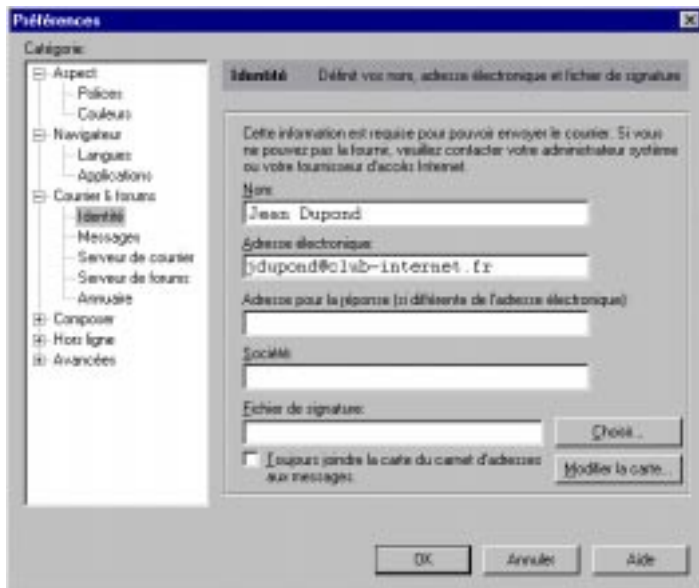 Préférences
Catégorie:
Aspect
Polices
Couleurs
Navigateur
Langues
Applications
Courrier & forums
Identité
Messages
Serveur de courrier
Serveur de forums
Annuaire
Composer
Hors ligne
Avancées
Identité Définit vos nom, adresse électronique et fichier de signature
Cette information est requise pour pouvoir envoyer le courrier. Si vous
ne pouvez pas la fournir, veuillez contacter votre administrateur système
ou votre fournisseur d'accès Internet.
Nom:
Jean Dupond
Adresse électronique:
jdupond@club-internet.fr
Adresse pour la réponse (si différente de l'adresse électronique)
Société:
Fichier de signature:
Choisir...
Toujours joindre la carte du carnet d'adresses
aux messages
Modifier la carte...
OK Annuler Aide